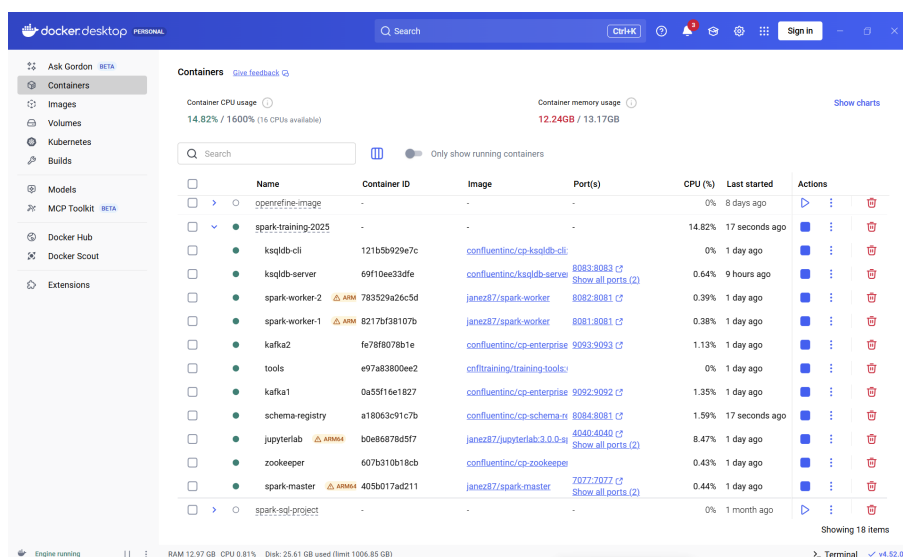 docker.desktop PERSONAL
Search Ctrl+K
3
Sign in
Ask Gordon BETA
Containers
Images
Volumes
Kubernetes
Builds
Models
MCP Toolkit BETA
Docker Hub
Docker Scout
Extensions
Containers Give feedback
Container CPU usage
14.82% / 1600% (16 CPUs available)
Container memory usage
12.24GB / 13.17GB
Show charts
Search
Only show running containers
Name Container ID Image Port(s) CPU (%) Last started Actions
openrefine-image - - - 0% 8 days ago
spark-training-2025 - - - 14.82% 17 seconds ago
ksqldb-cli 121b5b929e7c confluentinc/cp-ksqldb-cli: 0% 1 day ago
ksqldb-server 69f10ee33dfe confluentinc/ksqldb-server 8083:8083 0.64% 9 hours ago
Show all ports (2)
spark-worker-2 ARM 783529a26c5d janez87/spark-worker 8082:8081 0.39% 1 day ago
spark-worker-1 ARM 8217bf38107b janez87/spark-worker 8081:8081 0.38% 1 day ago
kafka2 fe78f8078b1e confluentinc/cp-enterprise 9093:9093 1.13% 1 day ago
tools e97a83800ee2 cnfltraining/training-tools: 0% 1 day ago
kafka1 0a55f16e1827 confluentinc/cp-enterprise 9092:9092 1.35% 1 day ago
schema-registry a18063c91c7b confluentinc/cp-schema-re 8084:8081 1.59% 17 seconds ago
jupyterlab ARM64 b0e86878d5f7 janez87/jupyterlab:3.0.0-sp 4040:4040 8.47% 1 day ago
Show all ports (2)
zookeeper 607b310b18cb confluentinc/cp-zookeeper 0.43% 1 day ago
spark-master ARM64 405b017ad211 janez87/spark-master 7077:7077 0.44% 1 day ago
Show all ports (2)
spark-sql-project - - - 0% 1 month ago
Showing 18 items
Engine running RAM 12.97 GB CPU 0.81% Disk: 25.61 GB used (limit 1006.85 GB) Terminal v4.52.0